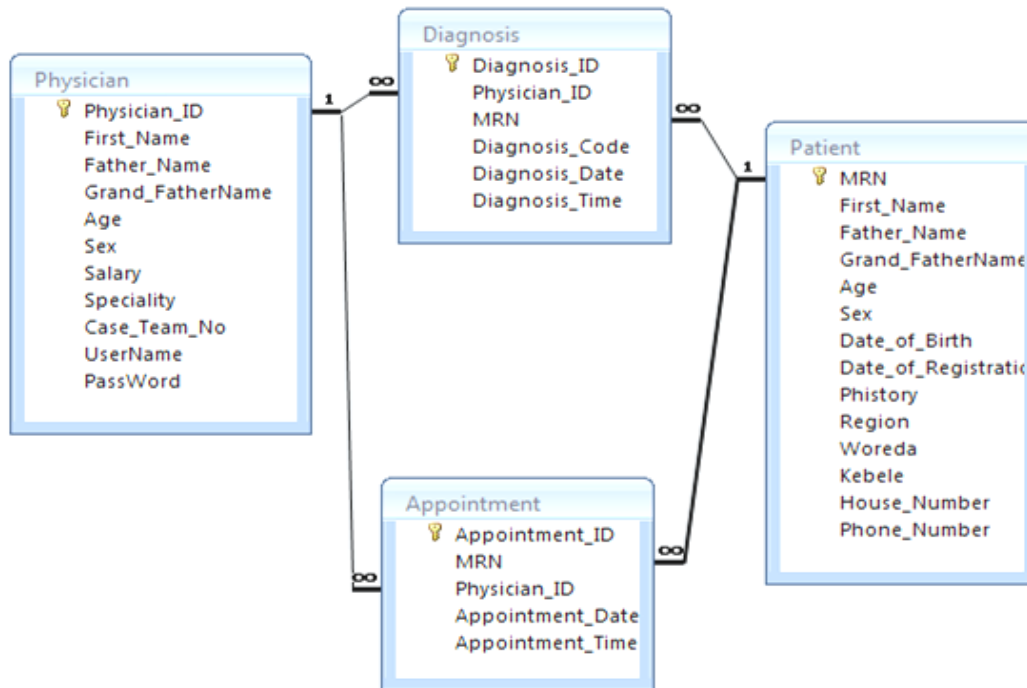 Physician
Physician_ID
First_Name
Father_Name
Grand_FatherName
Age
Sex
Salary
Speciality
Case_Team_No
UserName
PassWord
1
∞
∞
Diagnosis
Diagnosis_ID
Physician_ID
MRN
Diagnosis_Code
Diagnosis_Date
Diagnosis_Time
∞
1
∞
Patient
MRN
First_Name
Father_Name
Grand_FatherName
Age
Sex
Date_of_Birth
Date_of_Registratio
Phistory
Region
Woreda
Kebele
House_Number
Phone_Number
Appointment
Appointment_ID
MRN
Physician_ID
Appointment_Date
Appointment_Time